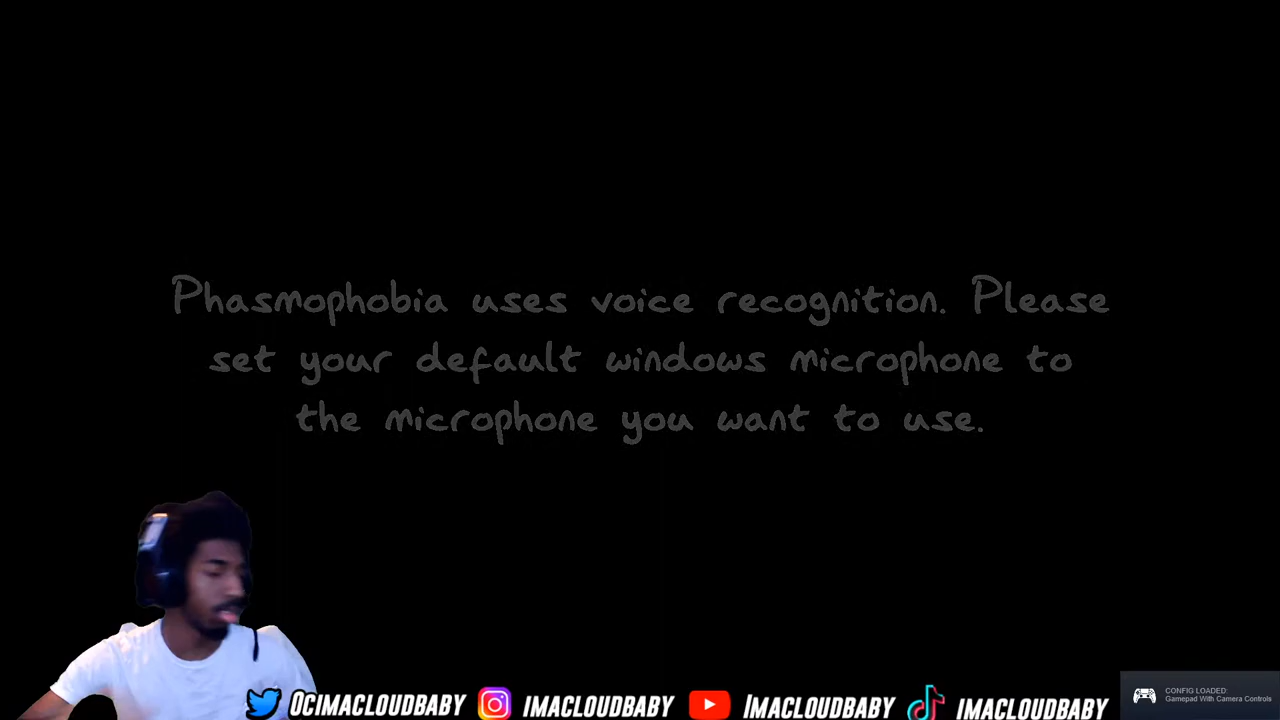 Phasmophobia uses voice recognition. Please
set your default windows microphone to
the microphone you want to use.
OCIMACLOUDBABY IMACLOUDBABY IMACLOUDBABY IMACLOUDBABY
CONFIG LOADED:
Gamepad With Camera Controls